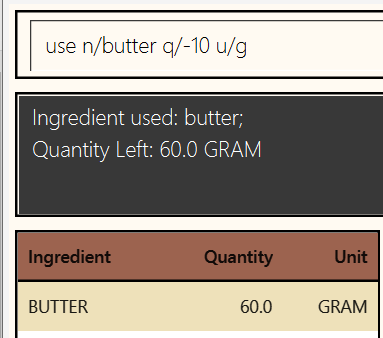 use n/butter q/-10 u/g
Ingredient used: butter;
Quantity Left: 60.0 GRAM
Ingredient Quantity Unit
BUTTER 60.0 GRAM